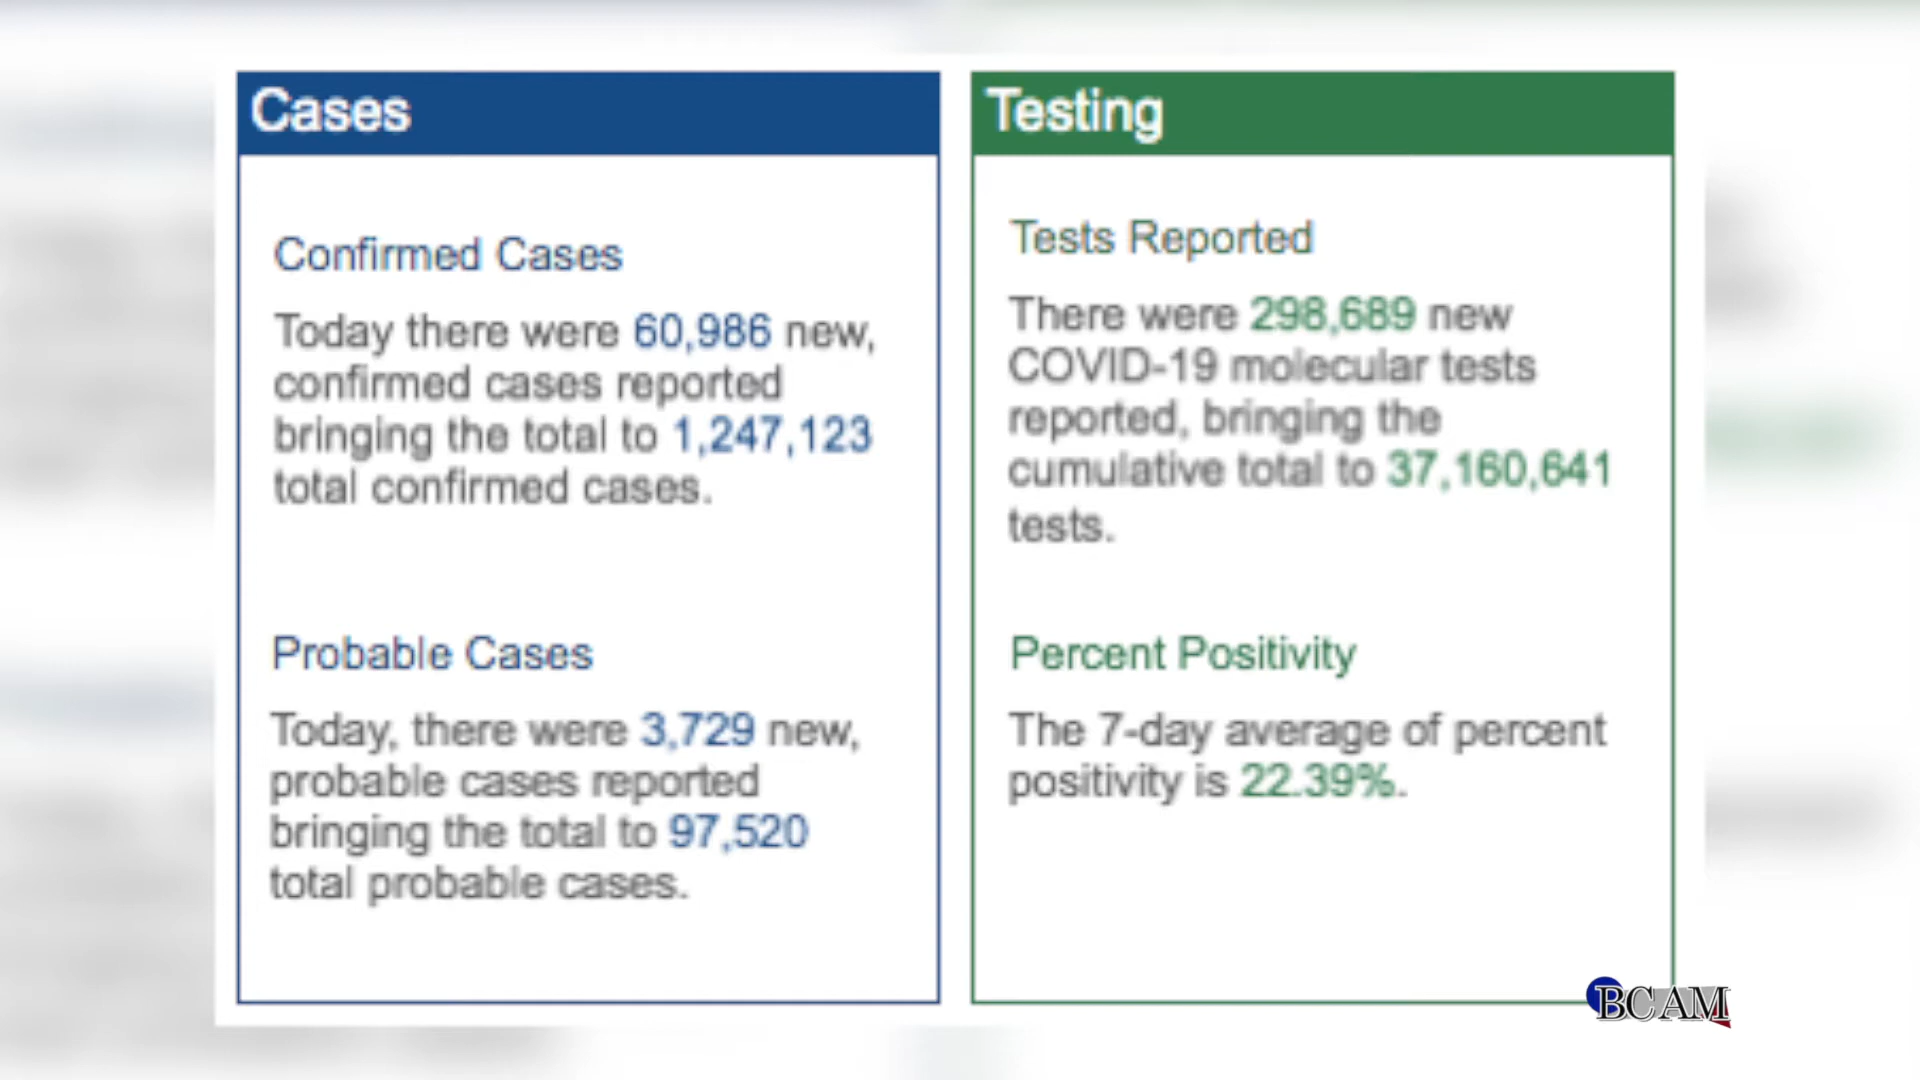 Cases
Confirmed Cases
Today there were 60,986 new,
confirmed cases reported
bringing the total to 1,247,123
total confirmed cases.
Probable Cases
Today, there were 3,729 new,
probable cases reported
bringing the total to 97,520
total probable cases.
Testing
Tests Reported
There were 298,689 new
COVID-19 molecular tests
reported, bringing the
cumulative total to 37,160,641
tests.
Percent Positivity
The 7-day average of percent
positivity is 22.39%.
BCAM